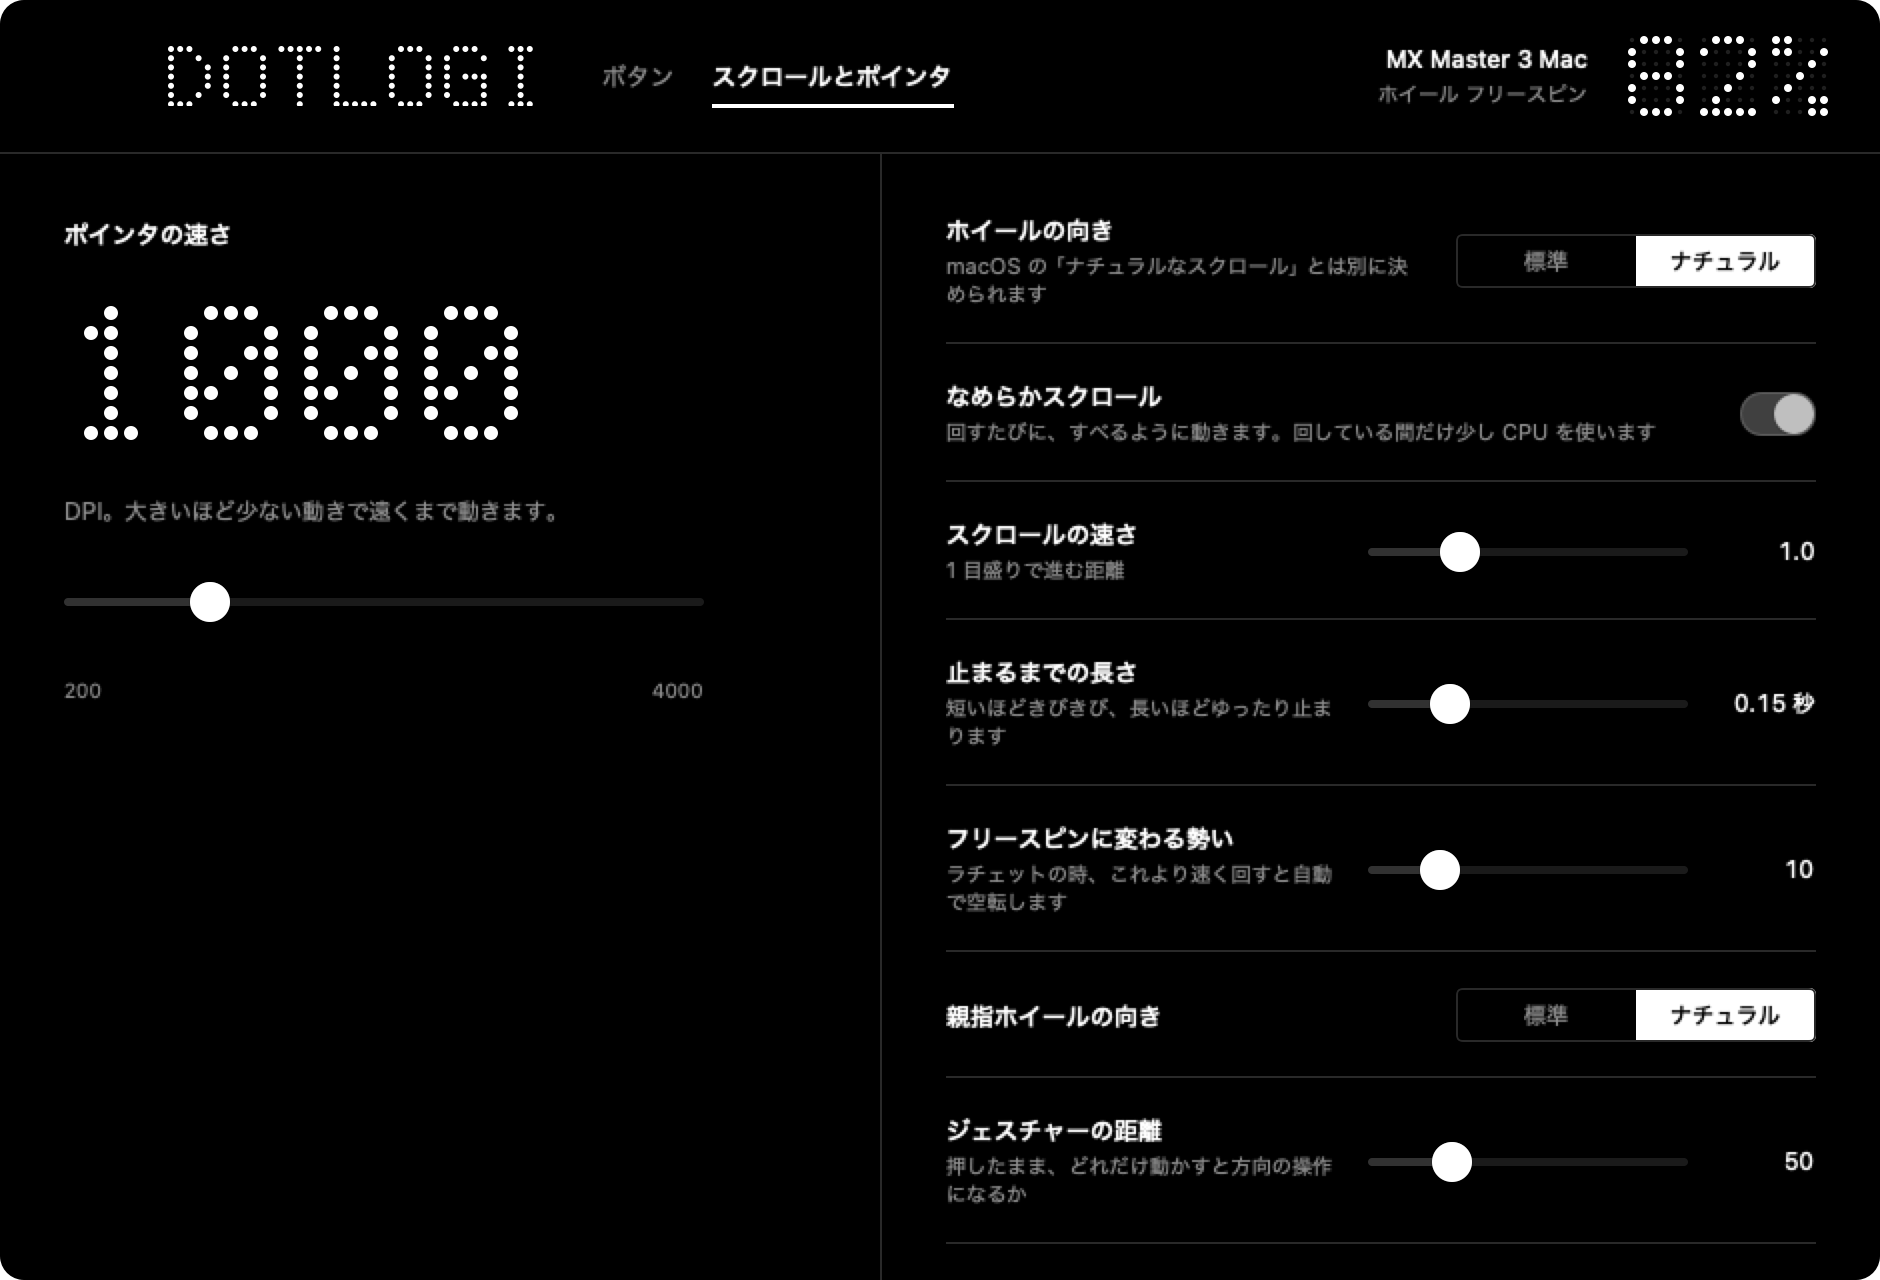 DOTLOGI
ボタン
スクロールとポインタ
MX Master 3 Mac
ホイール フリースピン
82%
ポインタの速さ
1000
DPI。大きいほど少ない動きで遠くまで動きます。
200
4000
ホイールの向き
macOS の「ナチュラルなスクロール」とは別に決
められます
標準
ナチュラル
なめらかスクロール
回すたびに、すべるように動きます。回している間だけ少し CPU を使います
スクロールの速さ
1 目盛りで進む距離
1.0
止まるまでの長さ
短いほどきびきび、長いほどゆったり止ま
ります
0.15 秒
フリースピンに変わる勢い
ラチェットの時、これより速く回すと自動
で空転します
10
親指ホイールの向き
標準
ナチュラル
ジェスチャーの距離
押したまま、どれだけ動かすと方向の操作
になるか
50